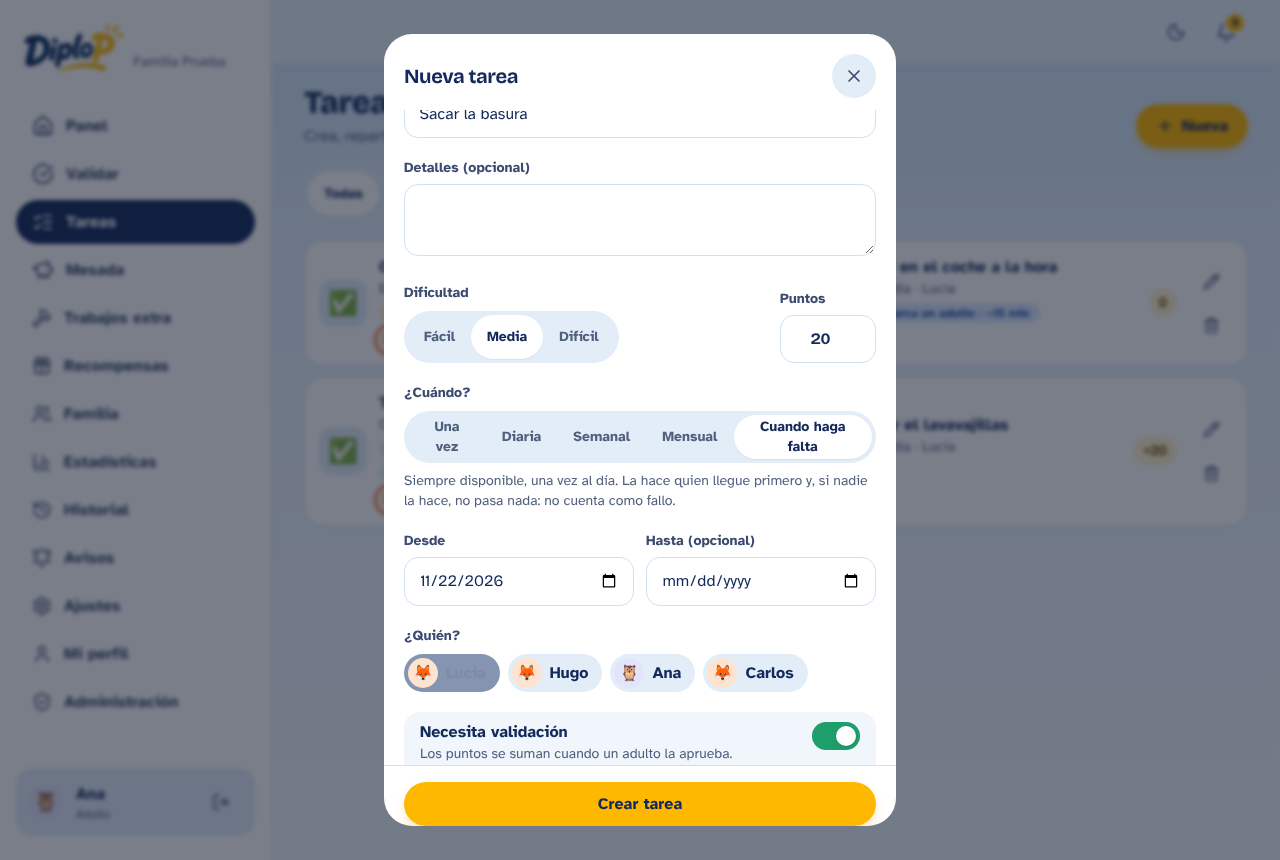 DiploP
Familia Prueba
Panel
Validar
Tareas
Mesada
Trabajos extra
Recompensas
Familia
Estadísticas
Historial
Avisos
Ajustes
Mi perfil
Administración
Ana
Adulto
Nueva
Todas
en el coche a la hora
Nueva tarea
Sacar la basura
Detalles (opcional)
Dificultad
Puntos
Fácil
Media
Difícil
20
¿Cuándo?
Una vez
Diaria
Semanal
Mensual
Cuando haga falta
Siempre disponible, una vez al día. La hace quien llegue primero y, si nadie
la hace, no pasa nada: no cuenta como fallo.
Desde
Hasta (opcional)
11/22/2026
mm/dd/yyyy
¿Quién?
Lucía
Hugo
Ana
Carlos
Necesita validación
Los puntos se suman cuando un adulto la aprueba.
Crear tarea